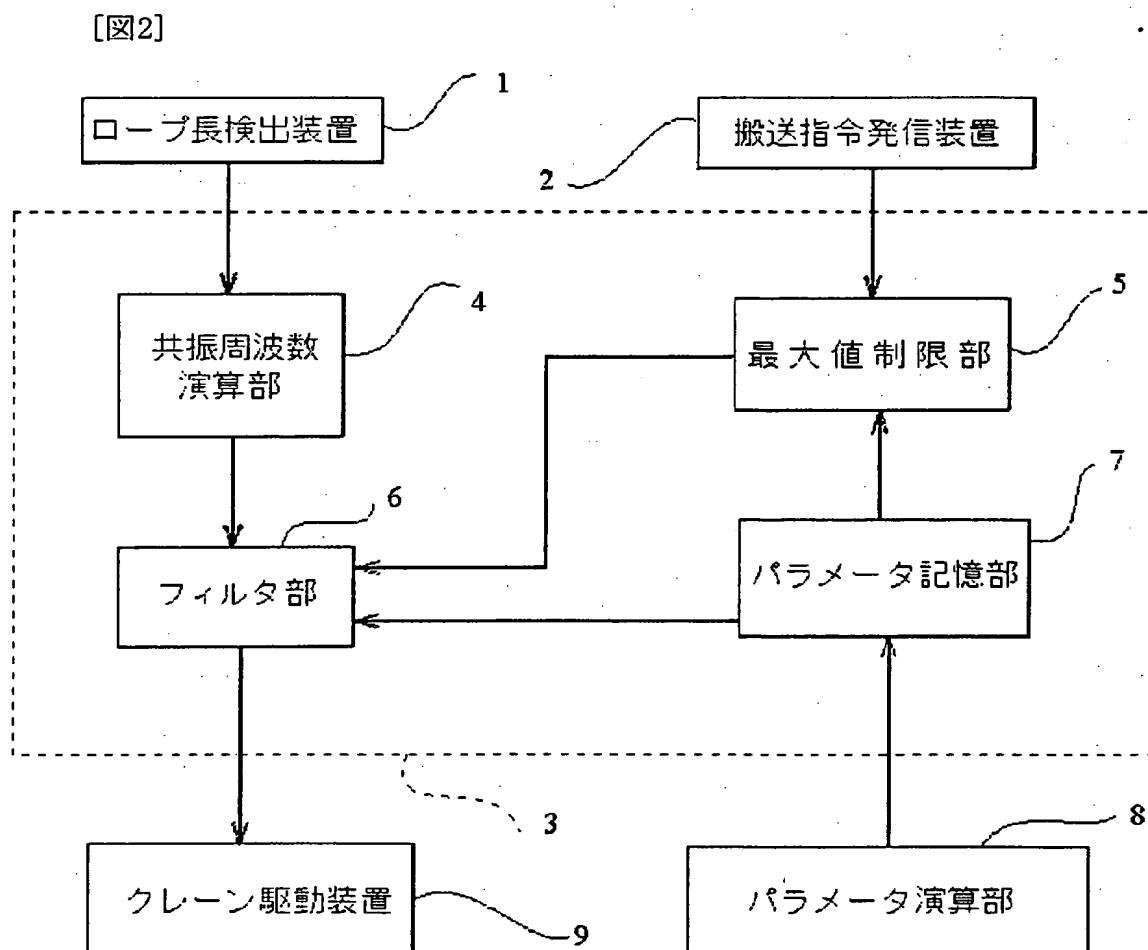 [図2]
1
ロープ長検出装置
搬送指令発信装置
2
4
共振周波数
演算部
5
最大値制限部
6
フィルタ部
7
パラメータ記憶部
3
8
クレーン駆動装置
9
パラメータ演算部